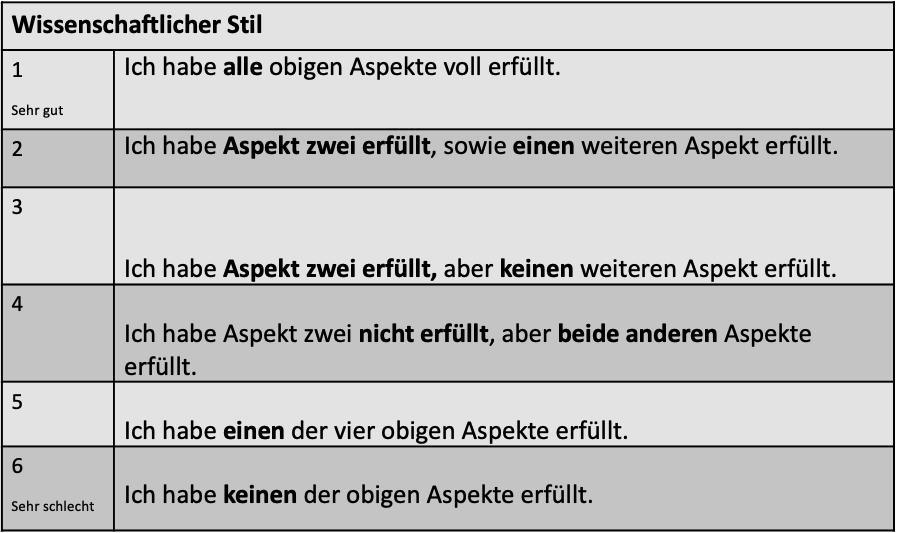 Wissenschaftlicher Stil
1
Sehr gut
Ich habe alle obigen Aspekte voll erfüllt.
2
Ich habe Aspekt zwei erfüllt, sowie einen weiteren Aspekt erfüllt.
3
Ich habe Aspekt zwei erfüllt, aber keinen weiteren Aspekt erfüllt.
4
Ich habe Aspekt zwei nicht erfüllt, aber beide anderen Aspekte
erfüllt.
5
Ich habe einen der vier obigen Aspekte erfüllt.
6
Sehr schlecht
Ich habe keinen der obigen Aspekte erfüllt.